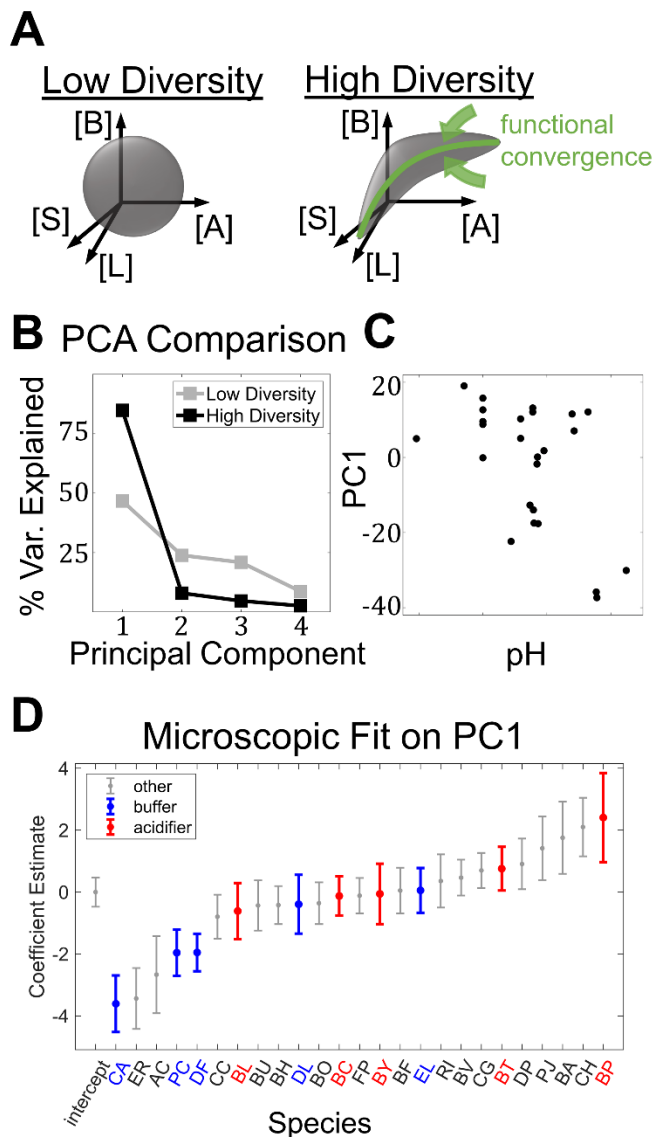 A
Low Diversity
High Diversity
[B]
[S]
[L]
[A]
[B]
[S]
[L]
[A]
functional
convergence
B
PCA Comparison
Low Diversity
High Diversity
% Var. Explained
75
50
25
1 2 3 4
Principal Component
C
PC1
20
0
-20
-40
pH
D
Microscopic Fit on PC1
other
buffer
acidifier
Coefficient Estimate
4
2
0
-2
-4
intercept CA ER AC PC DF CC BL BU BH DL BO BC FP BY BF EL RI BV CG BT DP PJ BA CH BP
Species